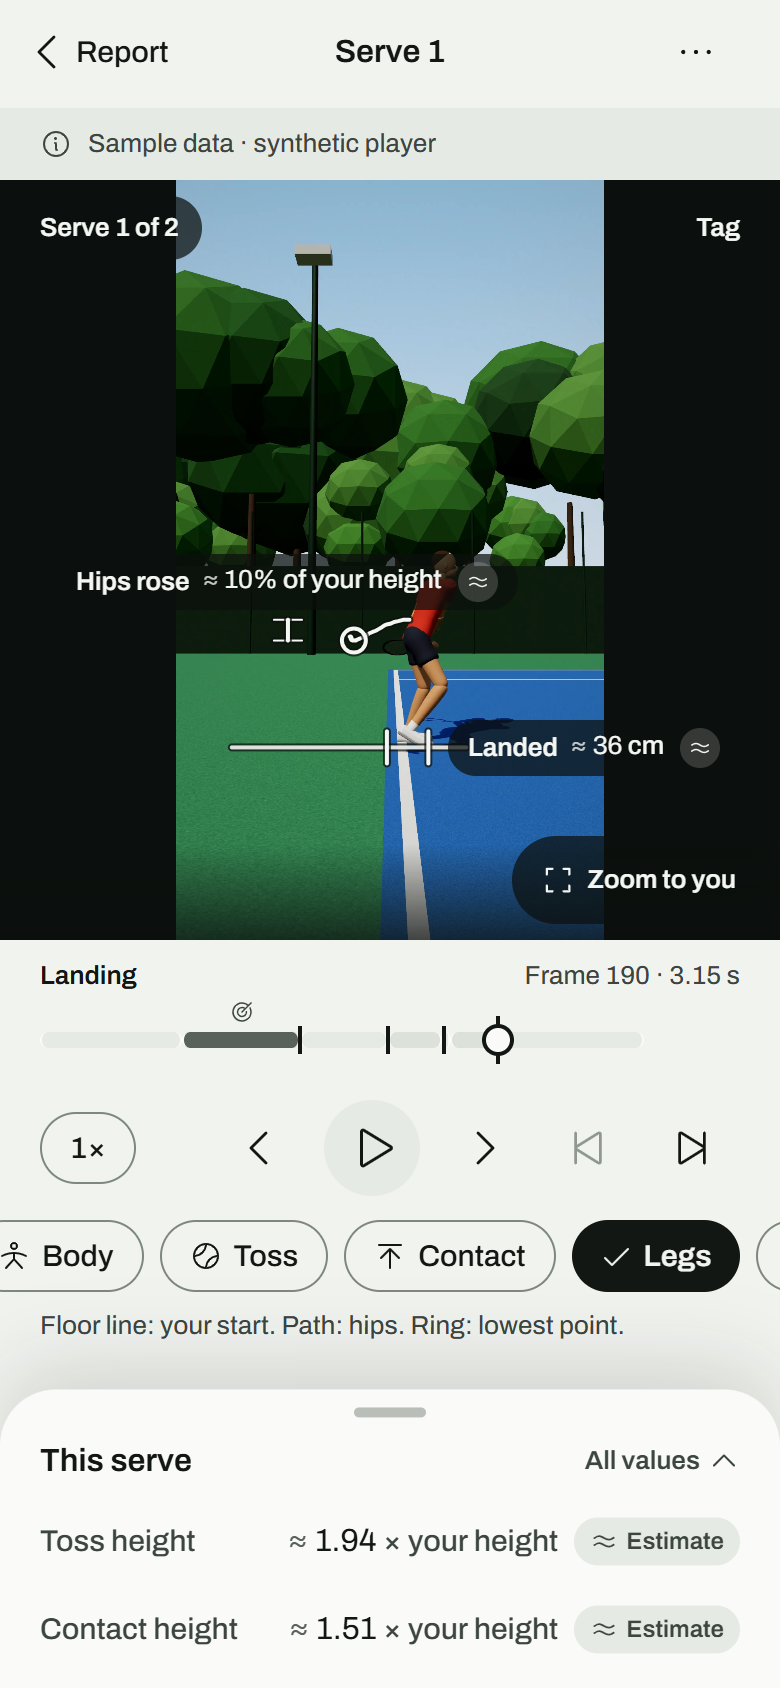 Report
Serve 1
Sample data · synthetic player
Serve 1 of 2
Tag
Hips rose ≈ 10% of your height
Landed ≈ 36 cm
Zoom to you
Landing
Frame 190 · 3.15 s
1×
Body
Toss
Contact
Legs
Floor line: your start. Path: hips. Ring: lowest point.
This serve
All values
Toss height ≈ 1.94 × your height Estimate
Contact height ≈ 1.51 × your height Estimate